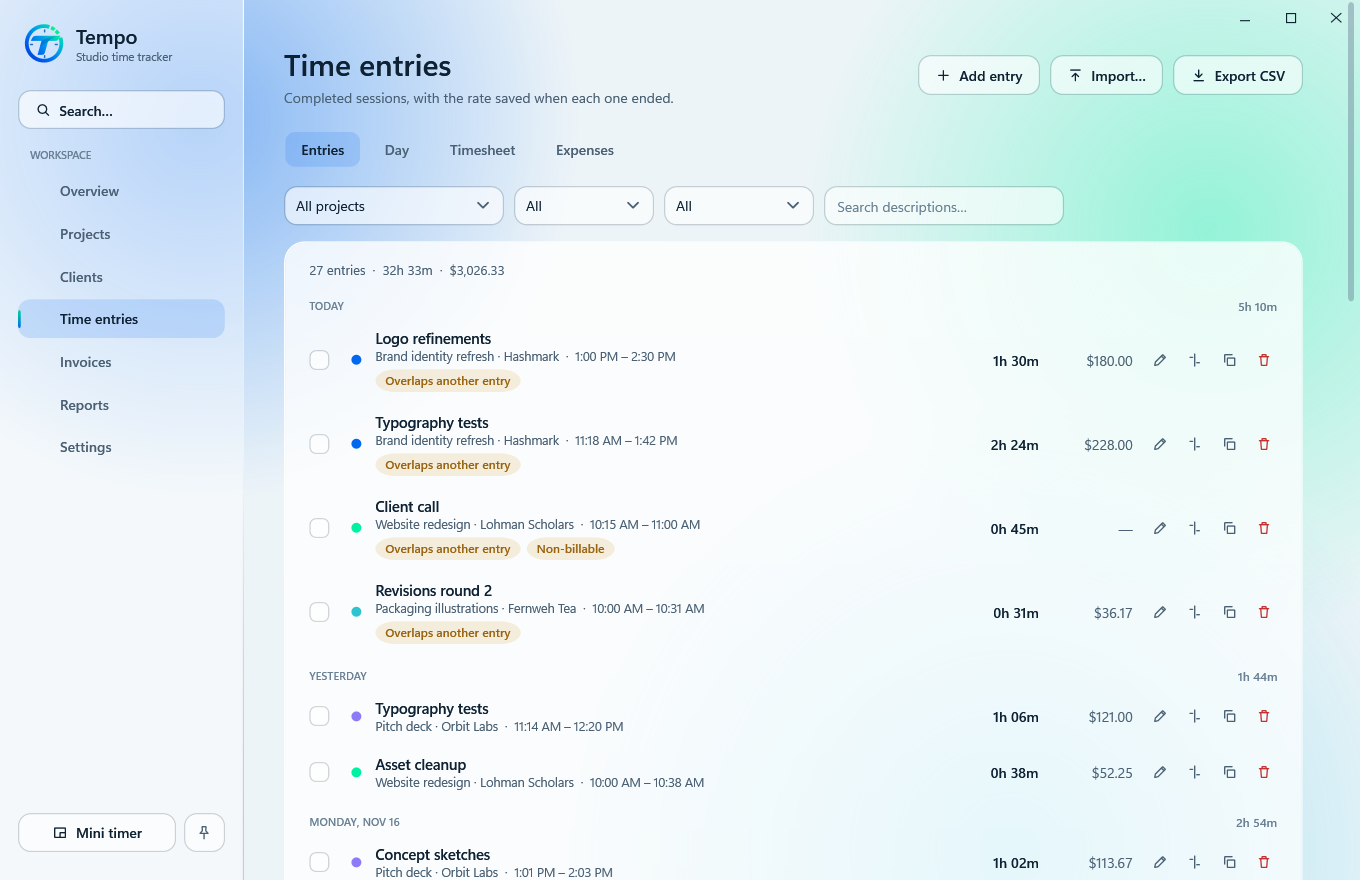 Tempo
Studio time tracker
Search...
WORKSPACE
Overview
Projects
Clients
Time entries
Invoices
Reports
Settings
Mini timer
Time entries
Completed sessions, with the rate saved when each one ended.
Add entry
Import...
Export CSV
Entries
Day
Timesheet
Expenses
All projects
All
All
Search descriptions...
27 entries · 32h 33m · $3,026.33
TODAY
5h 10m
Logo refinements
Brand identity refresh · Hashmark · 1:00 PM – 2:30 PM
Overlaps another entry
1h 30m
$180.00
Typography tests
Brand identity refresh · Hashmark · 11:18 AM – 1:42 PM
Overlaps another entry
2h 24m
$228.00
Client call
Website redesign · Lohman Scholars · 10:15 AM – 11:00 AM
Overlaps another entry
Non-billable
0h 45m
—
Revisions round 2
Packaging illustrations · Fernweh Tea · 10:00 AM – 10:31 AM
Overlaps another entry
0h 31m
$36.17
YESTERDAY
1h 44m
Typography tests
Pitch deck · Orbit Labs · 11:14 AM – 12:20 PM
1h 06m
$121.00
Asset cleanup
Website redesign · Lohman Scholars · 10:00 AM – 10:38 AM
0h 38m
$52.25
MONDAY, NOV 16
2h 54m
Concept sketches
Pitch deck · Orbit Labs · 1:01 PM – 2:03 PM
1h 02m
$113.67